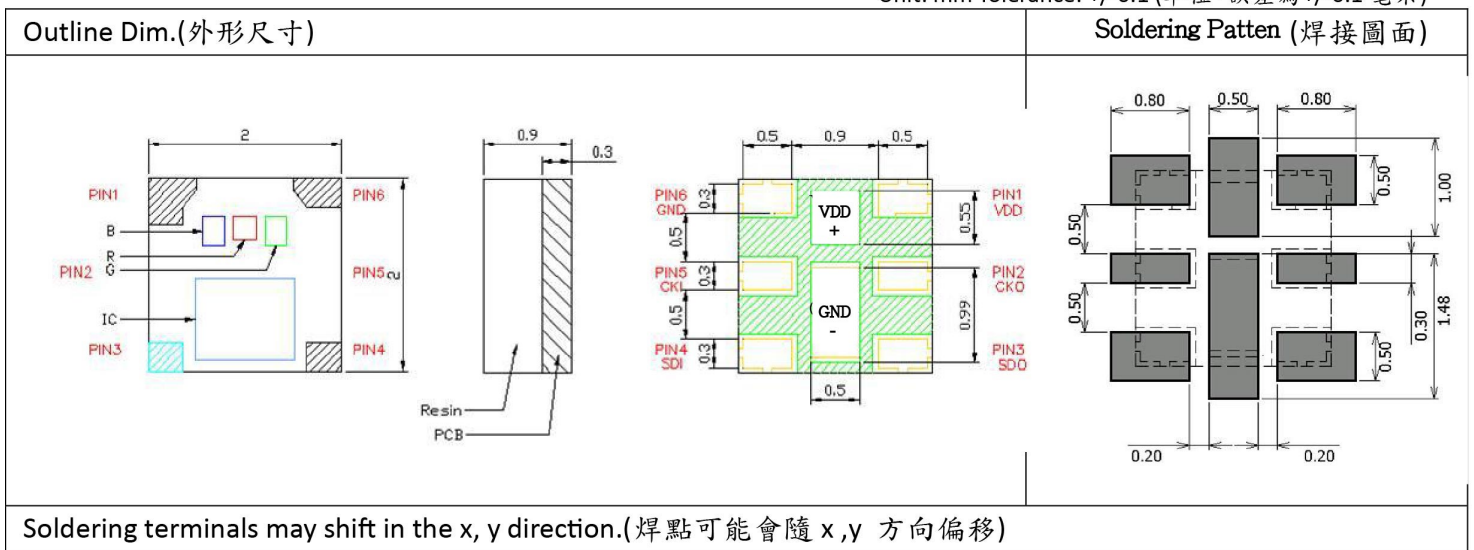 Outline Dim.(外形尺寸)
Soldering Patten (焊接圖面)
2
PIN1
PIN6
B
R
PIN2
G
PIN5
2
IC
PIN3
PIN4
0.9
0.3
Resin
PCB
0.5 0.9 0.5
PIN6
GND
0.3
VDD
+
0.55
PIN1
VDD
0.5
PIN5
CKI
0.3
PIN2
CKO
0.5
GND
-
0.99
PIN4
SDI
0.3
PIN3
SDO
0.5
0.80 0.50 0.80
0.50
1.00
0.50
0.50
0.30
1.48
0.50
0.20 0.20
Soldering terminals may shift in the x, y direction.(焊點可能會隨 x ,y 方向偏移)